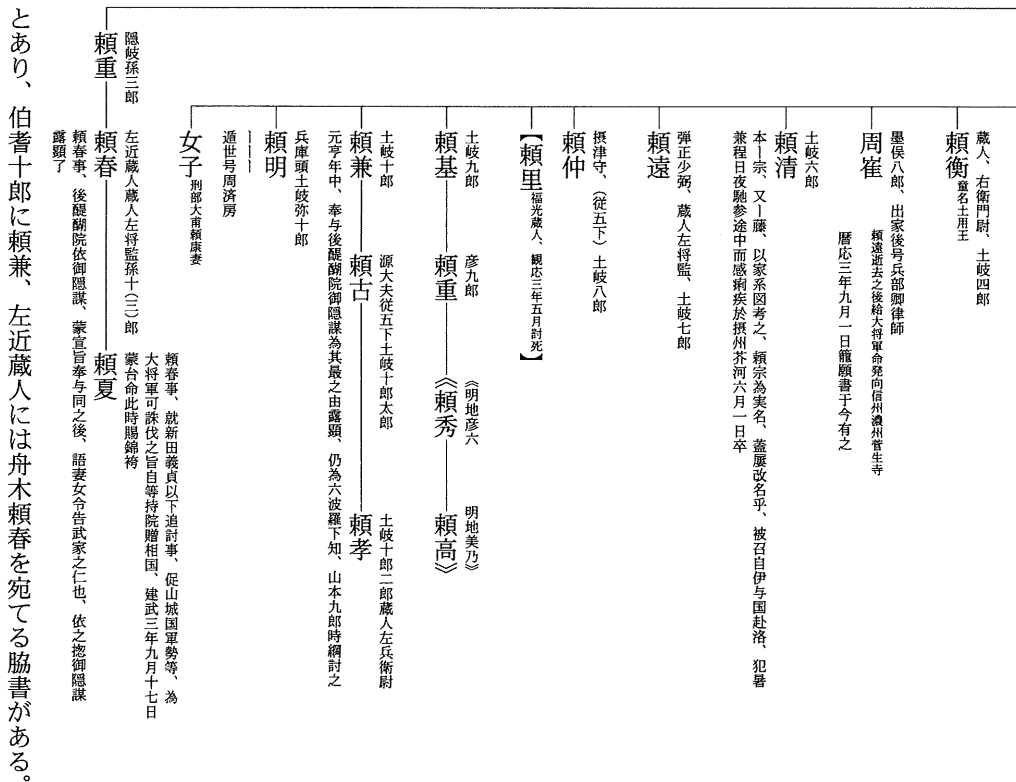 蔵人、右衛門尉、土岐四郎
頼衡 童名土用王
墨俣八郎、出家後号兵部卿律師
周崔
頼遠逝去之後給大将軍命発向信州濃州菅生寺
暦応三年九月一日籠願書于今有之
土岐六郎
頼清
本ー宗、又ー藤、以家系図考之、頼宗為実名、蓋屢改名乎、被召自伊与国赴洛、犯暑
兼程日夜馳参途中而感痢疾於摂州芥河六月一日卒
弾正少弼、蔵人左将監、土岐七郎
頼遠
摂津守、（従五下）土岐八郎
頼仲
【頼里 福光蔵人、観応三年五月討死】
土岐九郎
頼基
彦九郎
頼重
《明地彦六
《頼秀
明地美乃》
頼高》
土岐十郎
頼兼
源大夫従五下土岐十郎太郎
頼古
土岐十郎二郎蔵人左兵衛尉
頼孝
元亨年中、奉与後醍醐院御隠謀為其最之由露顕、仍為六波羅下知、山本九郎時綱討之
兵庫頭土岐弥十郎
頼明
ーーーー
遁世号周済房
女子 刑部大甫頼康妻
隠岐孫三郎
頼重
左近蔵人蔵人左将監孫十（三）郎
頼春
頼春事、就新田義貞以下追討事、促山城国軍勢等、為
大将軍可誅伐之旨自等持院贈相国、建武三年九月十七日
蒙台命此時賜錦袴
頼夏
頼春事、後醍醐院依御隠謀、蒙宣旨奉与同之後、語妻女令告武家之仁也、依之揔御隠謀
露顕了
とあり、伯耆十郎に頼兼、左近蔵人には舟木頼春を宛てる脇書がある。